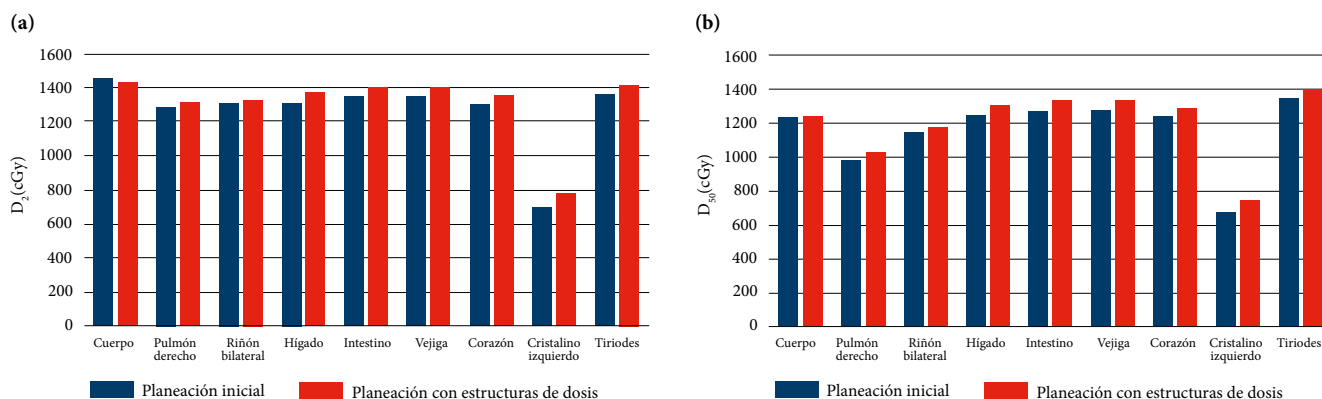 (a)
D2(cGy)
1600
1400
1200
1000
800
600
400
200
0
Cuerpo
Pulmón
derecho
Riñón
bilateral
Hígado
Intestino
Vejiga
Corazón
Cristalino
izquierdo
Tiriodes
Planeación inicial
Planeación con estructuras de dosis
(b)
D50(cGy)
1600
1400
1200
1000
800
600
400
200
0
Cuerpo
Pulmón
derecho
Riñón
bilateral
Hígado
Intestino
Vejiga
Corazón
Cristalino
izquierdo
Tiriodes
Planeación inicial
Planeación con estructuras de dosis